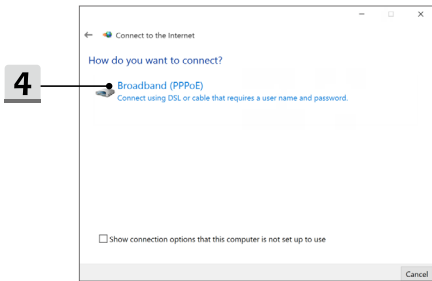 Connect to the Internet
How do you want to connect?
4
Broadband (PPPoE)
Connect using DSL or cable that requires a user name and password.
Show connection options that this computer is not set up to use
Cancel